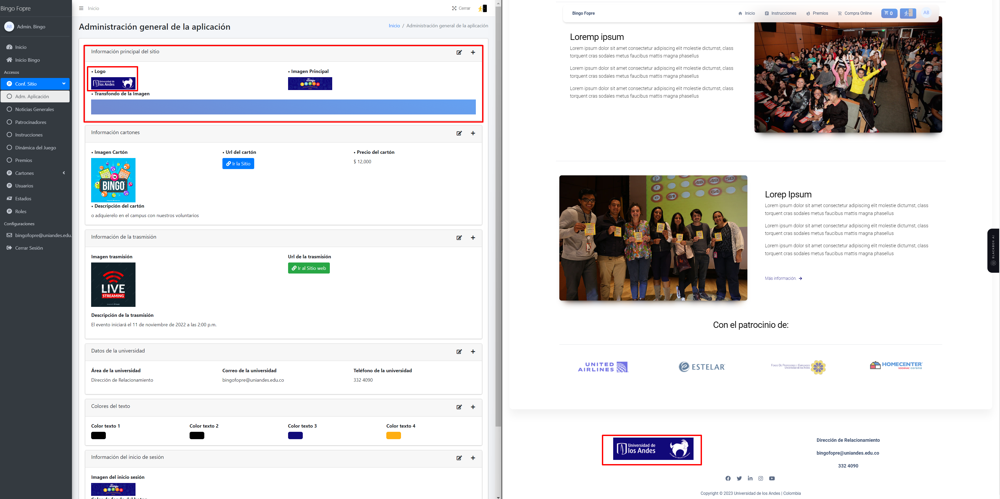 Bingo Fopre
AB Admin. Bingo
Inicio
Inicio Bingo
Accesos
Conf. Sitio
Adm. Aplicación
Noticias Generales
Patrocinadores
Instrucciones
Dinámica del Juego
Premios
Cartones
Usuarios
Estados
Roles
Configuraciones
bingofopre@uniandes.edu.
Cerrar Sesión
Inicio
Cerrar
Administración general de la aplicación
Inicio / Administración general de la aplicación
Información principal del sitio
• Logo
• Imagen Principal
Universidad de
los Andes
Bingo
Fopre
• Transfondo de la Imagen
Información cartones
• Imagen Cartón
• Url del cartón
• Precio del cartón
Ir la Sitio
$ 12,000
12
BINGO
• Descripción del cartón
o adquierelo en el campus con nuestros voluntarios
Información de la trasmisión
Imagen trasmisión
Url de la trasmisión
Ir al Sitio web
LIVE
STREAMING
Descripción de la trasmisión
El evento iniciará el 11 de noviembre de 2022 a las 2:00 p.m.
Datos de la universidad
Área de la universidad
Correo de la universidad
Teléfono de la universidad
Dirección de Relacionamiento
bingofopre@uniandes.edu.co
332 4090
Colores del texto
Color texto 1
Color texto 2
Color texto 3
Color texto 4
Información del inicio de sesión
Imagen del inicio sesión
Bingo
Fopre
Bingo Fopre
Inicio
Instrucciones
Premios
Compra Online
0
AB
Loremp ipsum
Lorem ipsum dolor sit amet consectetur adipiscing elit molestie dictumst, class
torquent cras sodales metus faucibus mattis magna phasellus
Lorem ipsum dolor sit amet consectetur adipiscing elit molestie dictumst, class
torquent cras sodales metus faucibus mattis magna phasellus
Lorem ipsum dolor sit amet consectetur adipiscing elit molestie dictumst, class
torquent cras sodales metus faucibus mattis magna phasellus
48 49 50
64
61
Lorep Ipsum
Lorem ipsum dolor sit amet consectetur adipiscing elit molestie dictumst, class
torquent cras sodales metus faucibus mattis magna phasellus
Lorem ipsum dolor sit amet consectetur adipiscing elit molestie dictumst, class
torquent cras sodales metus faucibus mattis magna phasellus
Lorem ipsum dolor sit amet consectetur adipiscing elit molestie dictumst, class
torquent cras sodales metus faucibus mattis magna phasellus
Más información.
BLACKBOX AI
Con el patrocinio de:
UNITED
AIRLINES
ESTELAR
FONDO DE PROFESORES Y EMPLEADOS
Universidad de los Andes
HOMECENTER
SODIMAC corona
Universidad de
los Andes
Dirección de Relacionamiento
bingofopre@uniandes.edu.co
332 4090
Copyright © 2023 Universidad de los Andes | Colombia